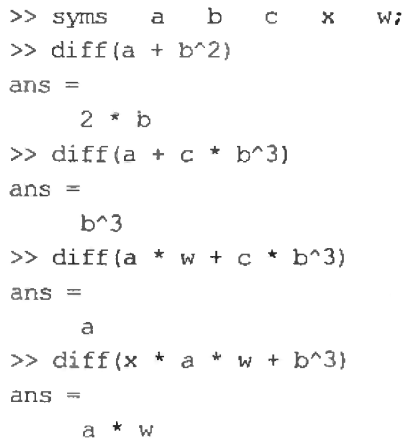 >> syms a b c x w;
>> diff(a + b^2)
ans =
2 * b
>> diff(a + c * b^3)
ans =
b^3
>> diff(a * w + c * b^3)
ans =
a
>> diff(x * a * w + b^3)
ans =
a * w